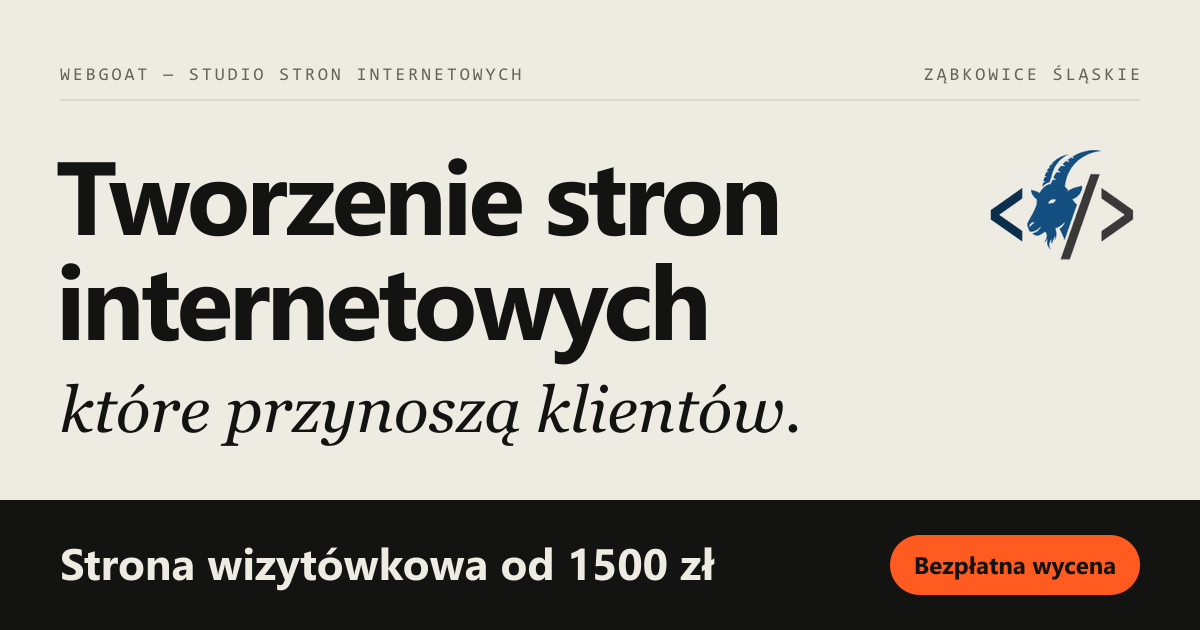 WEBGOAT — STUDIO STRON INTERNETOWYCH
ZĄBKOWICE ŚLĄSKIE
Tworzenie stron
internetowych
które przynoszą klientów.
Strona wizytówkowa od 1500 zł
Bezpłatna wycena